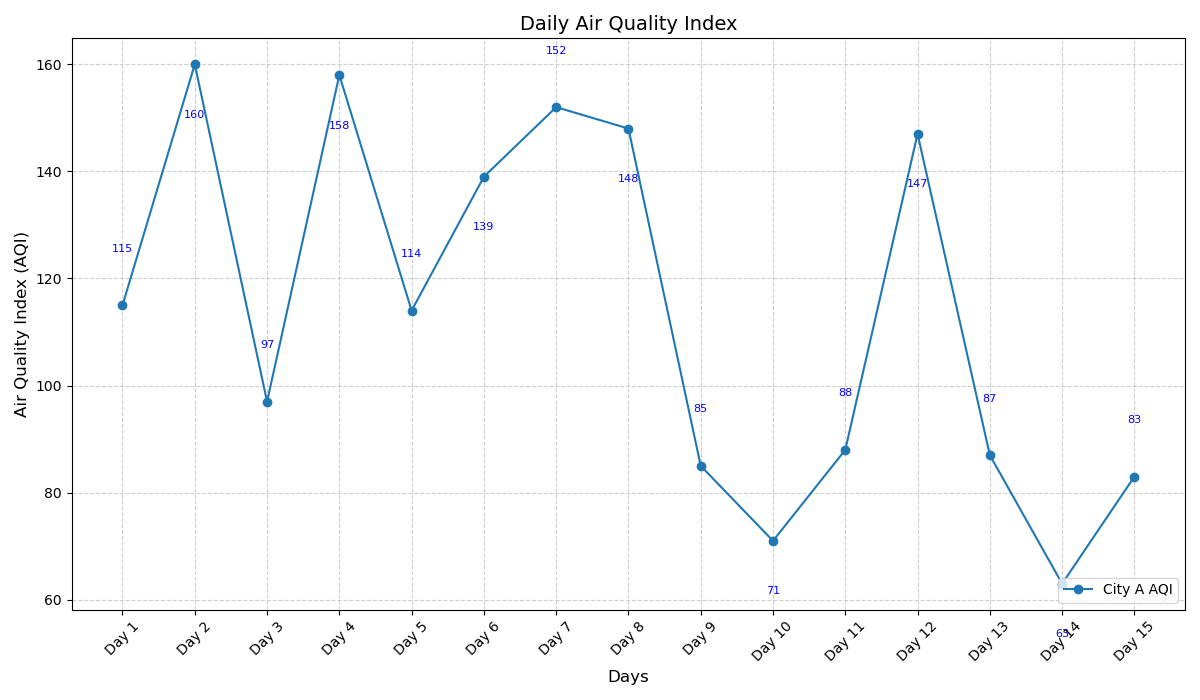 Daily Air Quality Index
152
160
160
158
140
148
147
139
115
114
120
97
100
88
87
85
83
80
71
60
City A AQI
63
Day 1
Day 2
Day 3
Day 4
Day 5
Day 6
Day 7
Day 8
Day 9
Day 10
Day 11
Day 12
Day 13
Day 14
Day 15
Days
Air Quality Index (AQI)